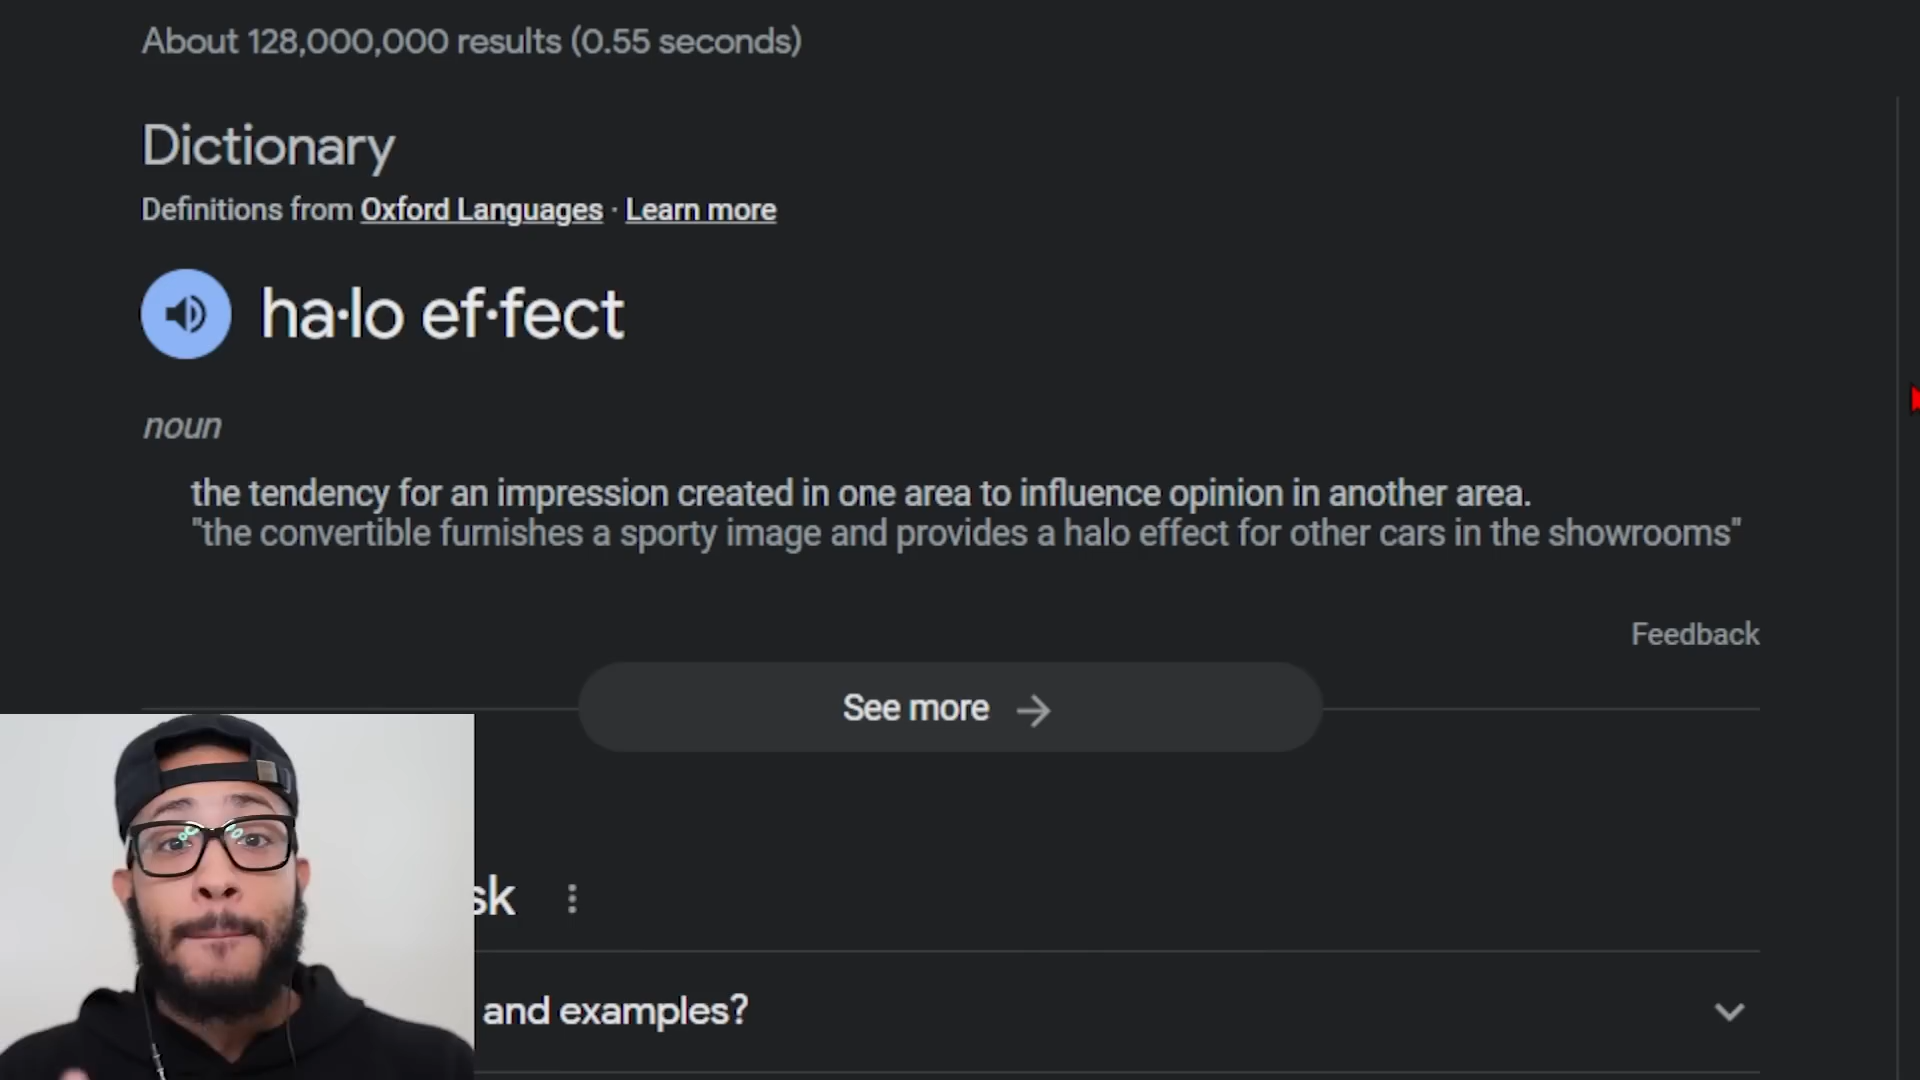 About 128,000,000 results (0.55 seconds)
Dictionary
Definitions from Oxford Languages · Learn more
ha·lo ef·fect
noun
the tendency for an impression created in one area to influence opinion in another area.
"the convertible furnishes a sporty image and provides a halo effect for other cars in the showrooms"
Feedback
See more
sk
and examples?